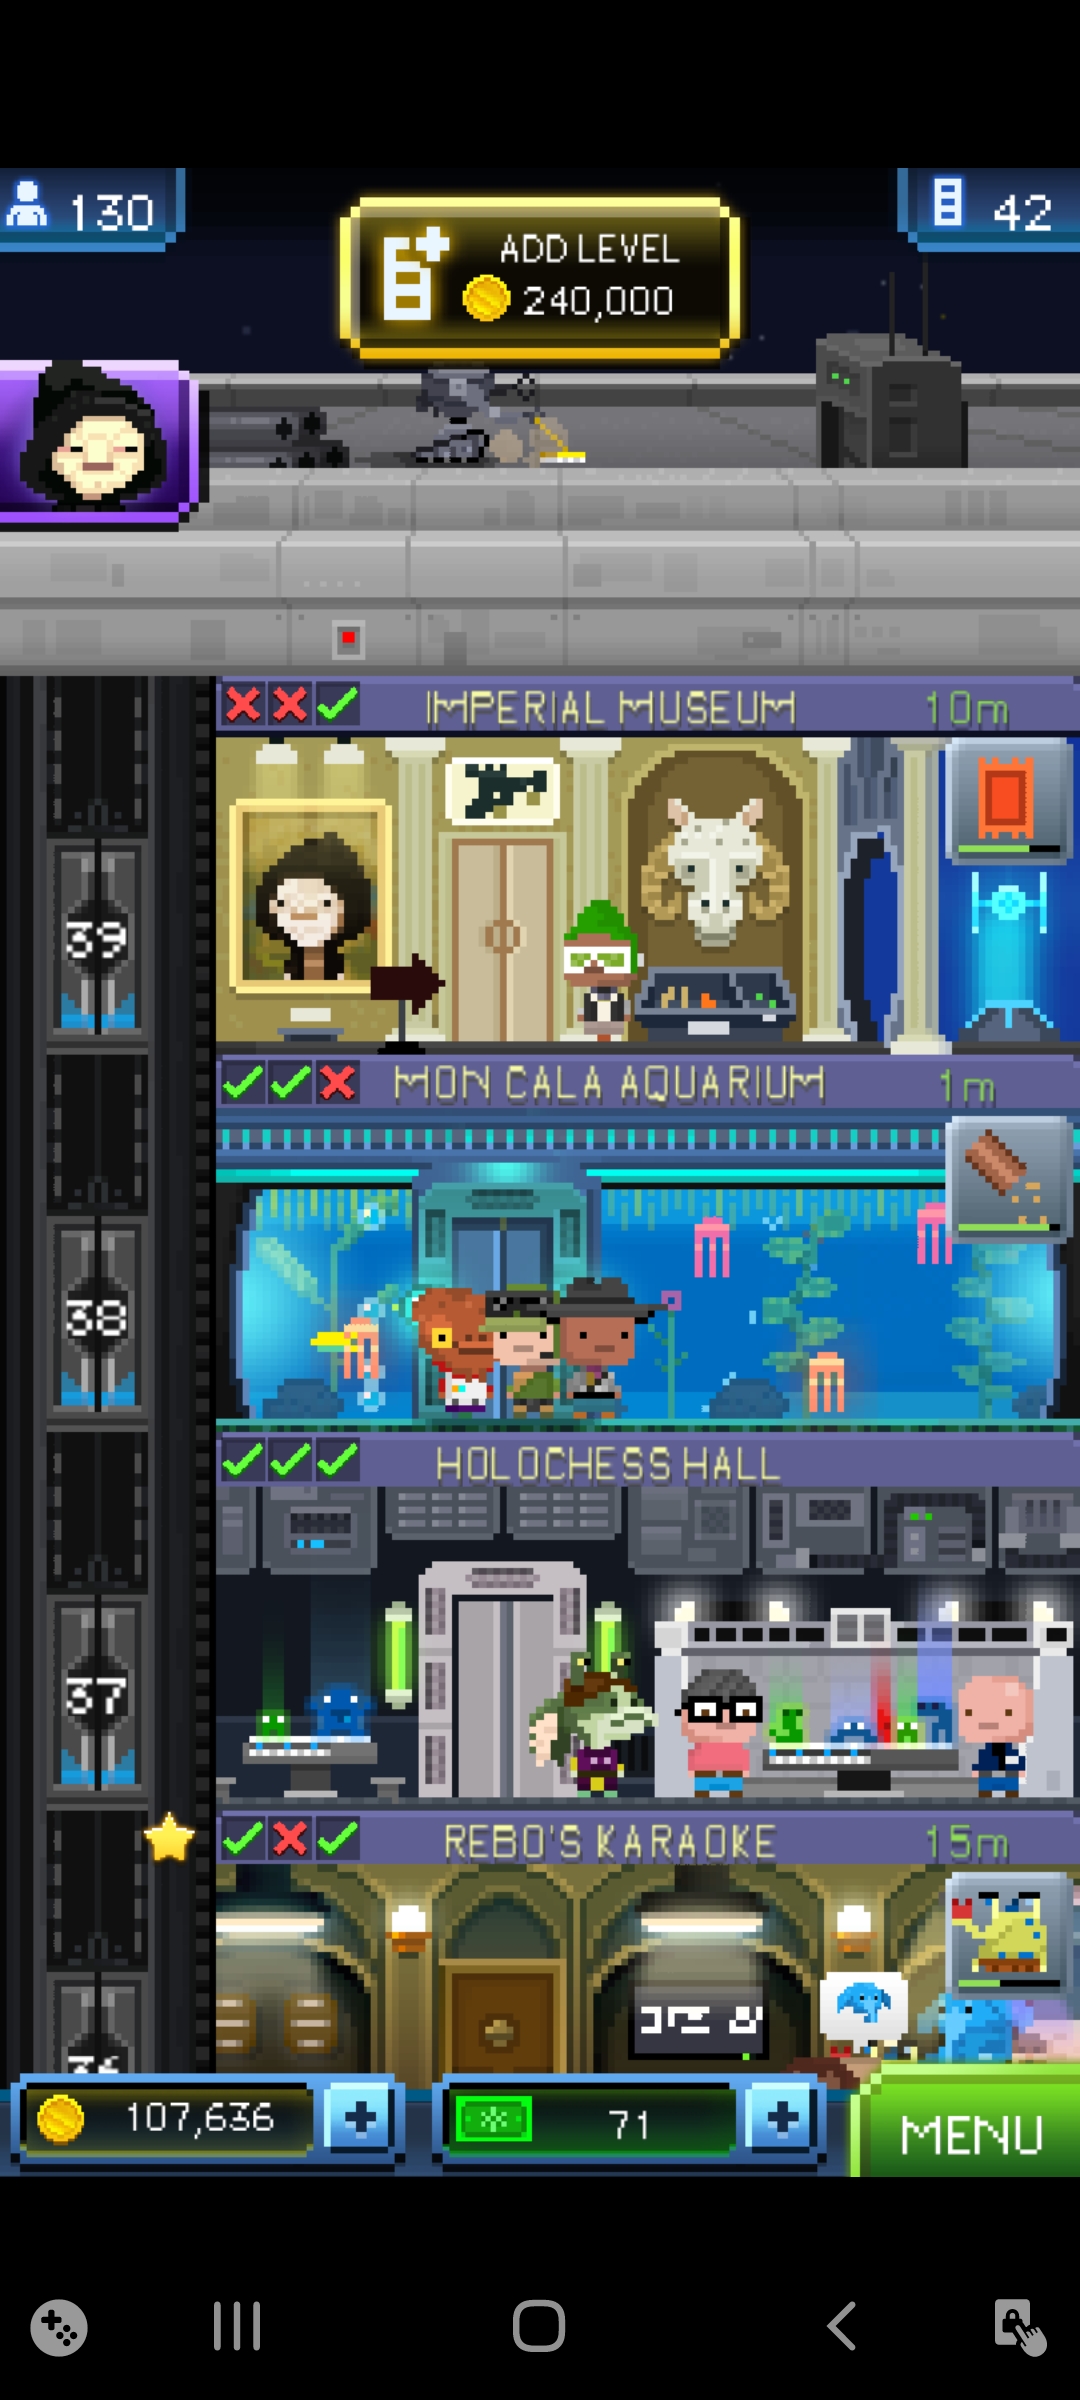 130
ADD LEVEL
240,000
42
IMPERIAL MUSEUM 10m
39
MON CALA AQUARIUM 1m
38
HOLOCHESS HALL
37
REBO'S KARAOKE 15m
36
107,636
71
MENU